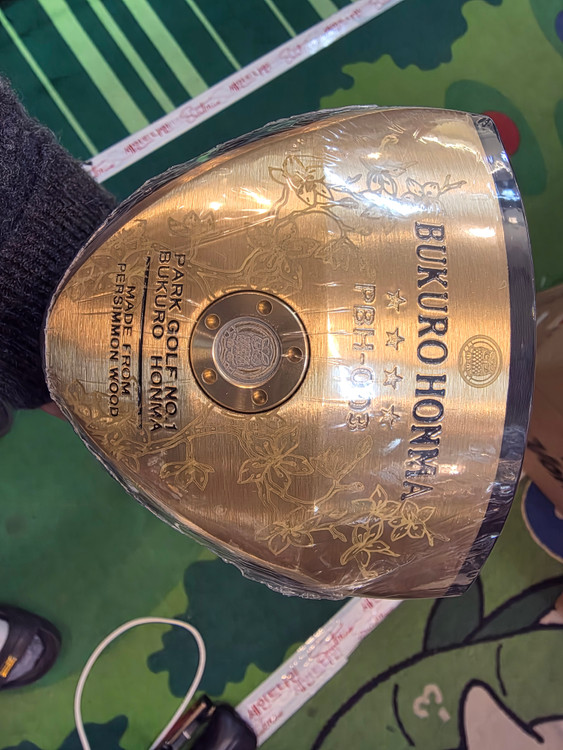 BUKURO HONMA
☆☆☆☆
PBH-003
PARK GOLF NO.1
BUKURO HONMA
MADE FROM
PERSIMMON WOOD